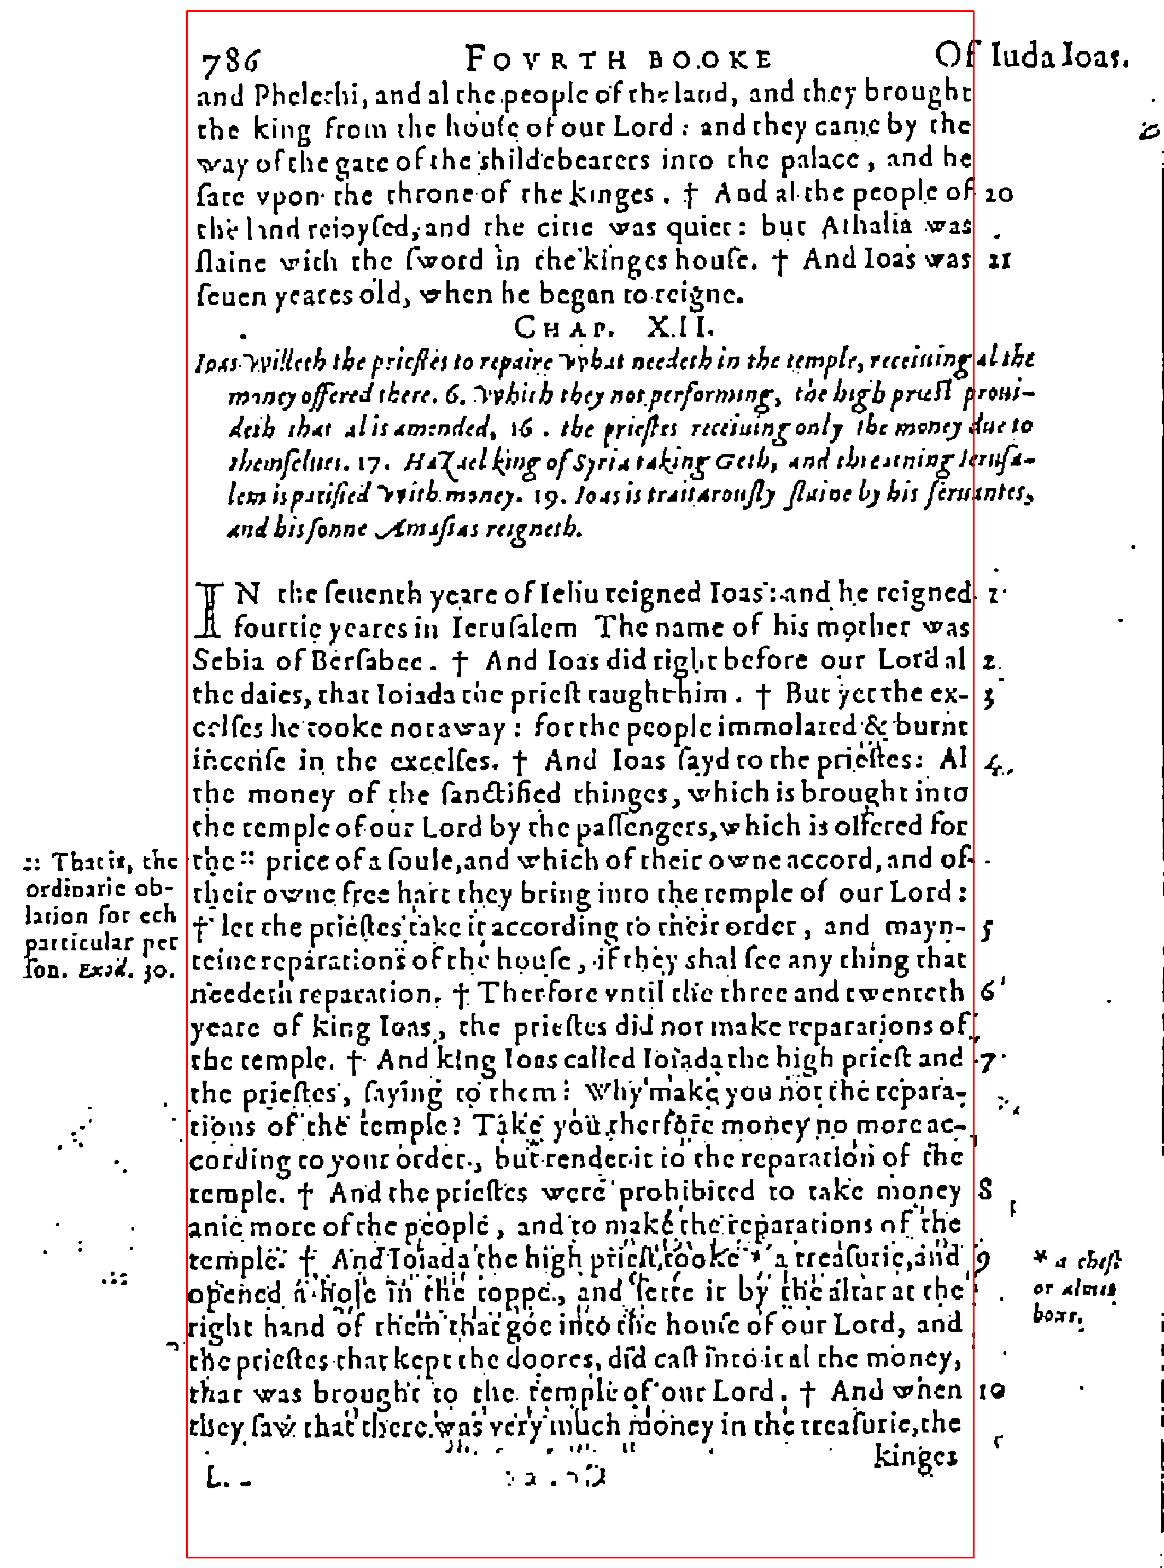 786 FOVRTH BOOKE Of Iuda Ioas.
and Phelethi, and al the people of the land, and they brought
the king from the houſe of our Lord : and they came by the
way of the gate of the shildebearers into the palace, and he
ſate vpon the throne of the kinges. † And al the people of 20
the land reioyſed, and the citie was quiet: but Athalia was
ſlaine with the ſword in the kinges houſe. † And Ioas was 21
ſeuen yeares old, when he began to reigne.
CHAP. XII.
Ioas willeth the prieſtes to repaire what needeth in the temple, receiuing al the
money offered there. 6. Which they not performing, the high prieſt proui-
deth that al is amended, 16. the prieſtes receiuing only the money due to
themſelues. 17. Hazael king of Syria taking Geth, and threatning Ieruſa-
lem is pacified with money. 19. Ioas is traitarouſly ſlaine by his ſeruantes,
and his ſonne Amaſias reigneth.
IN the ſeuenth yeare of Iehu reigned Ioas : and he reigned 1
fourtie yeares in Ieruſalem The name of his mother was
Sebia of Berſabee. † And Ioas did right before our Lord al 2
the daies, that Ioiada the prieſt taught him. † But yet the ex- 3
celſes he tooke not away : for the people immolated & burnt
incenſe in the excelſes. † And Ioas ſayd to the prieſtes: Al 4
the money of the ſanctified thinges, which is brought into
the temple of our Lord by the paſſengers, which is offered for
the :: price of a ſoule, and which of their owne accord, and of
their owne free hart they bring into the temple of our Lord:
† let the prieſtes take it according to their order, and mayn- 5
teine reparations of the houſe, if they shal ſee any thing that
needeth reparation. † Therfore vntil the three and twenteth 6
yeare of king Ioas, the prieſtes did not make reparations of
the temple. † And king Ioas called Ioiada the high prieſt and 7
the prieſtes, ſaying to them: Why make you not the repara-
tions of the temple? Take you therfore money no more ac-
cording to your order, but render it to the reparation of the
temple. † And the prieſtes were prohibited to take money 8
anie more of the people, and to make the reparations of the
temple. † And Ioiada the high prieſt, tooke * a treaſurie, and 9
opened a hole in the toppe, and ſette it by the altar at the
right hand of them that goe into the houſe of our Lord, and
the prieſtes that kept the doores, did caſt into it al the money,
that was brought to the temple of our Lord. † And when 10
they ſaw that there was very much money in the treaſurie, the
kinges
:: That is, the
ordinarie ob-
lation for ech
particular per
ſon. Exod. 30.
* a cheſt
or almes
boxe.